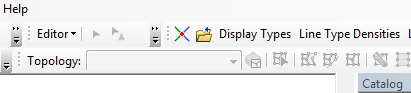 Help
Editor Display Types Line Type Densities
Topology:
Catalog